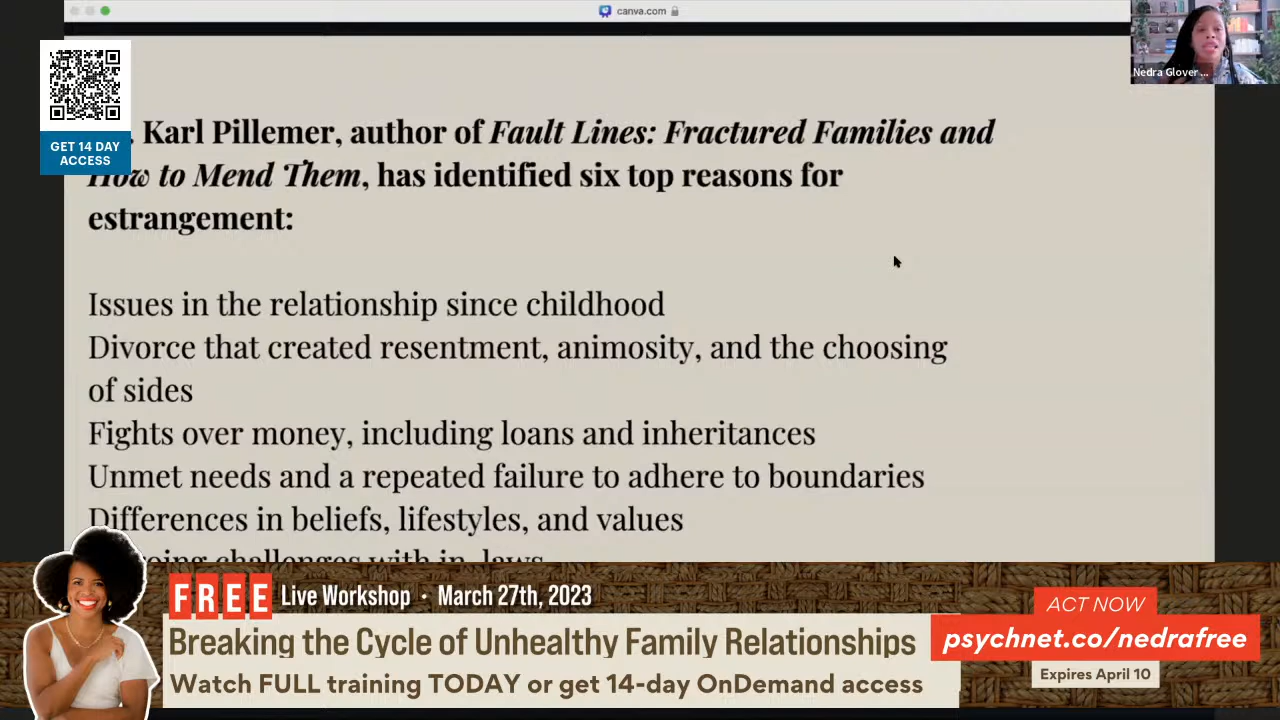 canva.com
Nedra Glover ...
GET 14 DAY
ACCESS
. Karl Pillemer, author of Fault Lines: Fractured Families and
How to Mend Them, has identified six top reasons for
estrangement:
Issues in the relationship since childhood
Divorce that created resentment, animosity, and the choosing
of sides
Fights over money, including loans and inheritances
Unmet needs and a repeated failure to adhere to boundaries
Differences in beliefs, lifestyles, and values
challenges with in-laws
FREE Live Workshop · March 27th, 2023
Breaking the Cycle of Unhealthy Family Relationships
Watch FULL training TODAY or get 14-day OnDemand access
ACT NOW
psychnet.co/nedrafree
Expires April 10